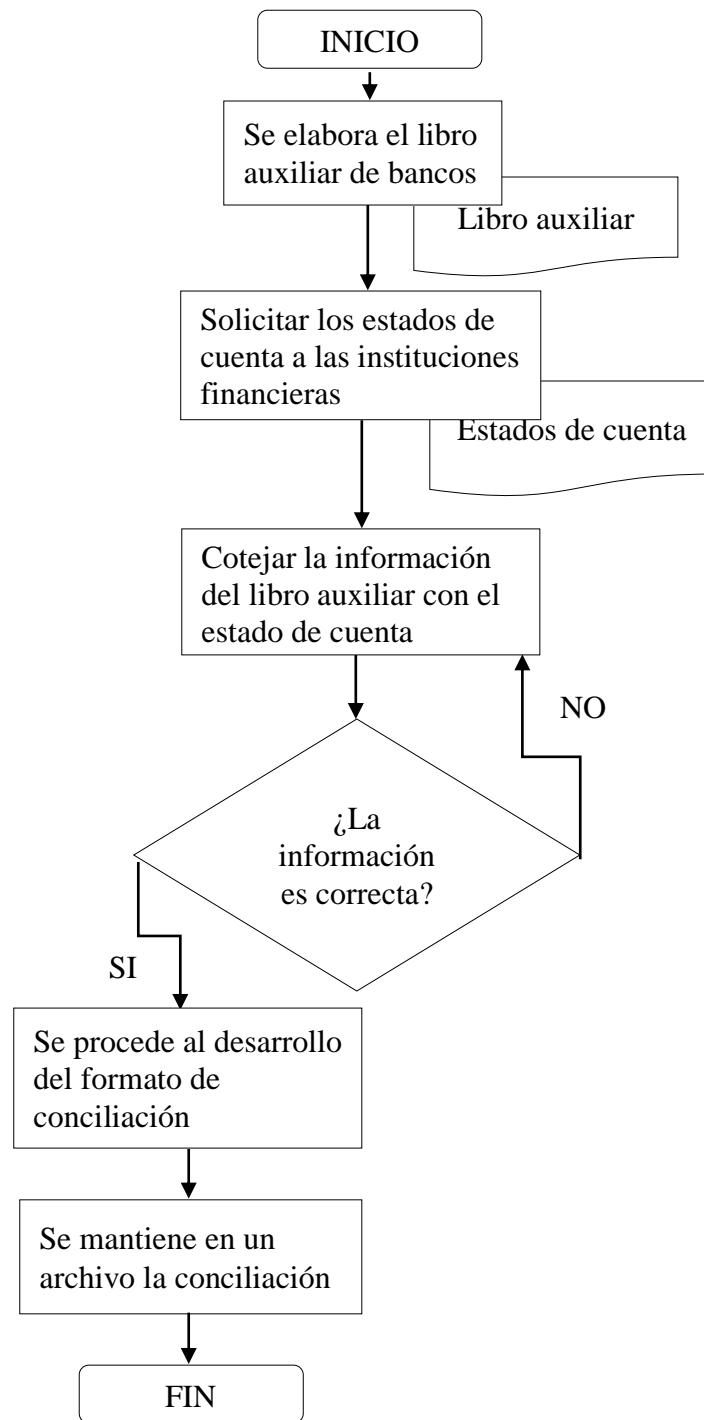 INICIO
Se elabora el libro
auxiliar de bancos
Libro auxiliar
Solicitar los estados de
cuenta a las instituciones
financieras
Estados de cuenta
Cotejar la información
del libro auxiliar con el
estado de cuenta
NO
¿La
información
es correcta?
SI
Se procede al desarrollo
del formato de
conciliación
Se mantiene en un
archivo la conciliación
FIN